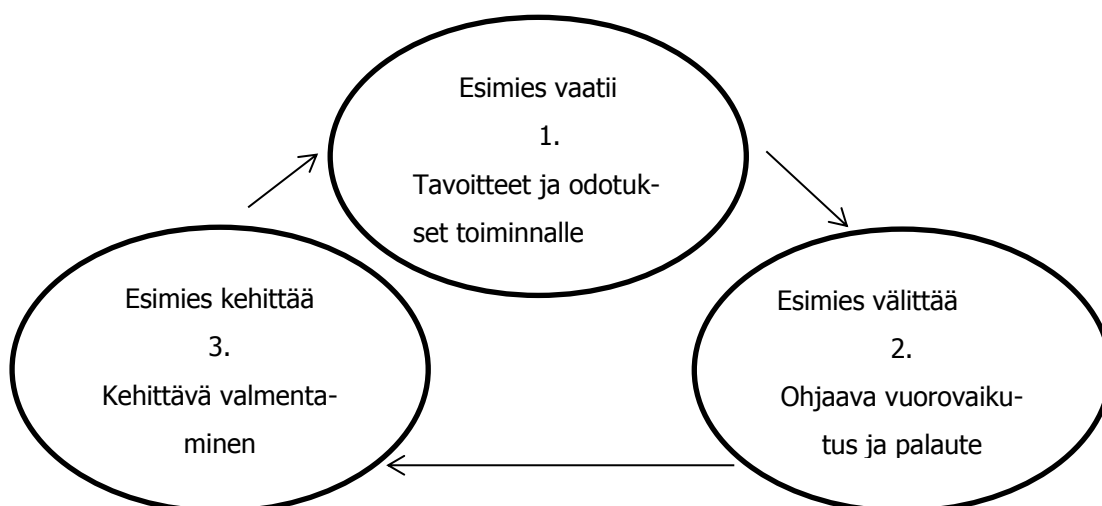 Esimies vaatii
1.
Tavoitteet ja odotuk-
set toiminnalle
Esimies välittää
2.
Ohjaava vuorovaiku-
tus ja palaute
Esimies kehittää
3.
Kehittävä valmenta-
minen